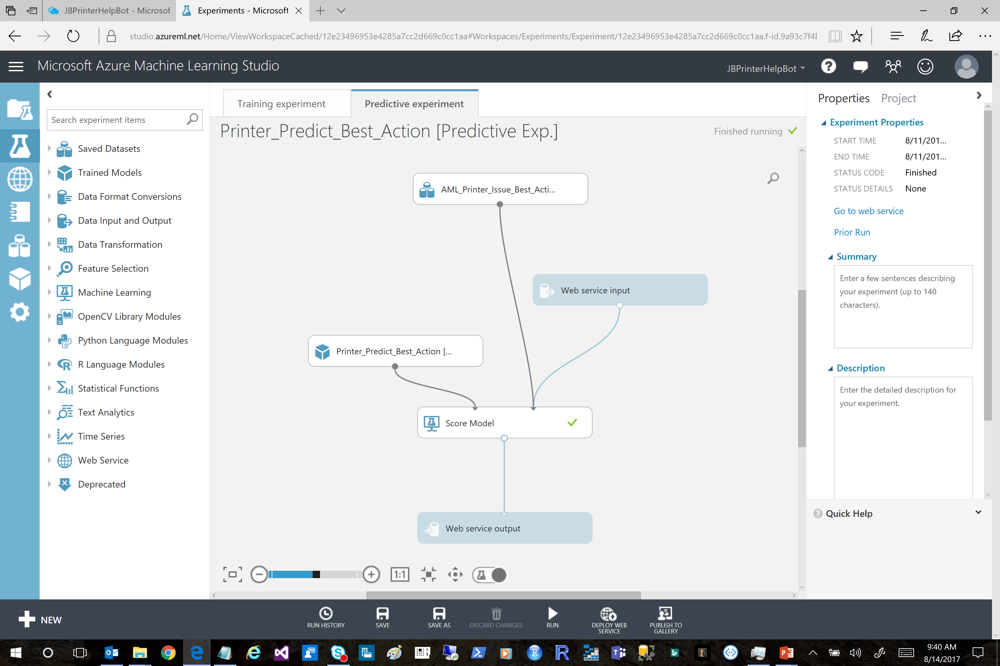 JBPrinterHelpBot - Microsof
Experiments - Microsoft
studio.azureml.net/Home/ViewWorkspaceCached/12e23496953e4285a7cc2d669c0cc1aa#Workspaces/Experiments/Experiment/12e23496953e4285a7cc2d669c0cc1aa.f-id.9a93c7f4l
Microsoft Azure Machine Learning Studio
JBPrinterHelpBot
Search experiment items
Saved Datasets
Trained Models
Data Format Conversions
Data Input and Output
Data Transformation
Feature Selection
Machine Learning
OpenCV Library Modules
Python Language Modules
R Language Modules
Statistical Functions
Text Analytics
Time Series
Web Service
Deprecated
Training experiment
Predictive experiment
Printer_Predict_Best_Action [Predictive Exp.]
Finished running
AML_Printer_Issue_Best_Acti...
Web service input
Printer_Predict_Best_Action [...
Score Model
Web service output
1:1
Properties
Project
Experiment Properties
START TIME 8/11/201...
END TIME 8/11/201...
STATUS CODE Finished
STATUS DETAILS None
Go to web service
Prior Run
Summary
Enter a few sentences describing
your experiment (up to 140
characters).
Description
Enter the detailed description for
your experiment.
Quick Help
NEW
RUN HISTORY
SAVE
SAVE AS
DISCARD CHANGES
RUN
DEPLOY WEB
SERVICE
PUBLISH TO
GALLERY
9:40 AM
8/14/2017